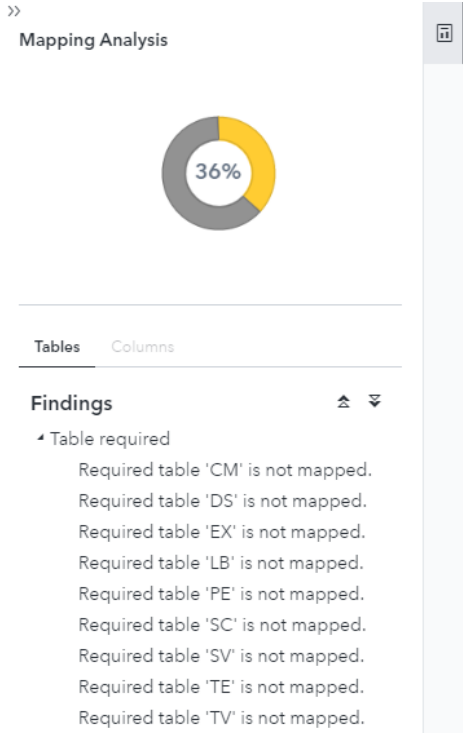 Mapping Analysis
36%
Tables Columns
Findings
Table required
Required table 'CM' is not mapped.
Required table 'DS' is not mapped.
Required table 'EX' is not mapped.
Required table 'LB' is not mapped.
Required table 'PE' is not mapped.
Required table 'SC' is not mapped.
Required table 'SV' is not mapped.
Required table 'TE' is not mapped.
Required table 'TV' is not mapped.